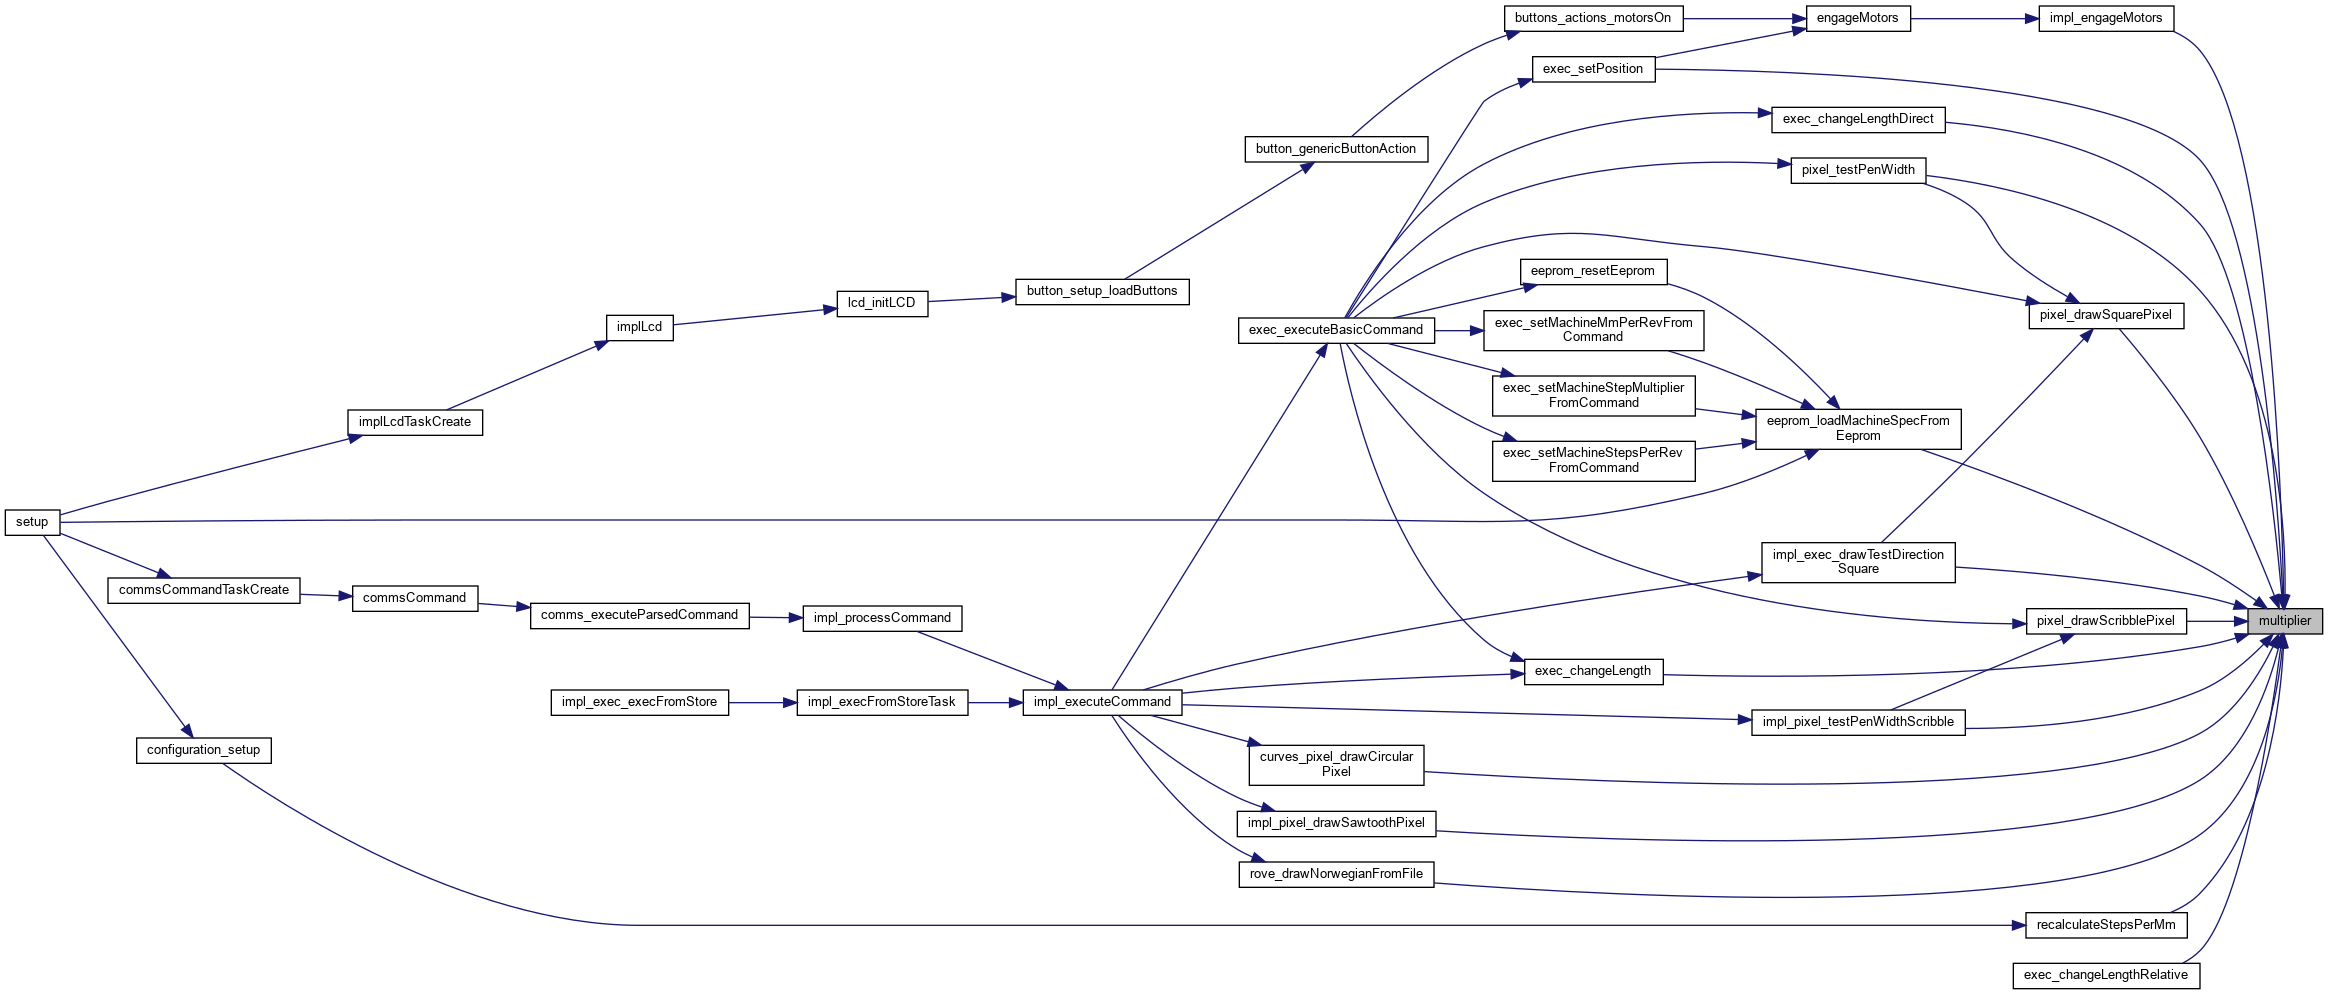 buttons_actions_motorsOn
engageMotors
impl_engageMotors
exec_setPosition
exec_changeLengthDirect
button_genericButtonAction
pixel_testPenWidth
eeprom_resetEeprom
button_setup_loadButtons
lcd_initLCD
implLcd
pixel_drawSquarePixel
exec_executeBasicCommand
exec_setMachineMmPerRevFrom
Command
exec_setMachineStepMultiplier
FromCommand
implLcdTaskCreate
eeprom_loadMachineSpecFrom
Eeprom
exec_setMachineStepsPerRev
FromCommand
setup
impl_exec_drawTestDirection
Square
commsCommandTaskCreate
commsCommand
comms_executeParsedCommand
impl_processCommand
pixel_drawScribblePixel
multiplier
exec_changeLength
impl_exec_execFromStore
impl_execFromStoreTask
impl_executeCommand
impl_pixel_testPenWidthScribble
configuration_setup
curves_pixel_drawCircular
Pixel
impl_pixel_drawSawtoothPixel
rove_drawNorwegianFromFile
recalculateStepsPerMm
exec_changeLengthRelative